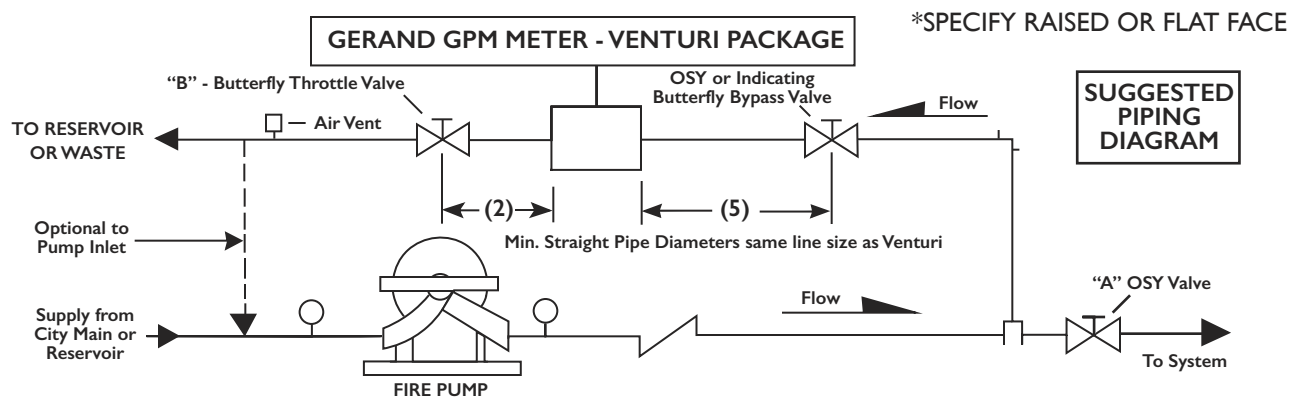 *SPECIFY RAISED OR FLAT FACE
GERAND GPM METER - VENTURI PACKAGE
“B” - Butterfly Throttle Valve
OSY or Indicating
Butterfly Bypass Valve
Flow
SUGGESTED
PIPING
DIAGRAM
TO RESERVOIR
OR WASTE
Air Vent
(2)
(5)
Min. Straight Pipe Diameters same line size as Venturi
Optional to
Pump Inlet
“A” OSY Valve
Flow
Supply from
City Main or
Reservoir
To System
FIRE PUMP